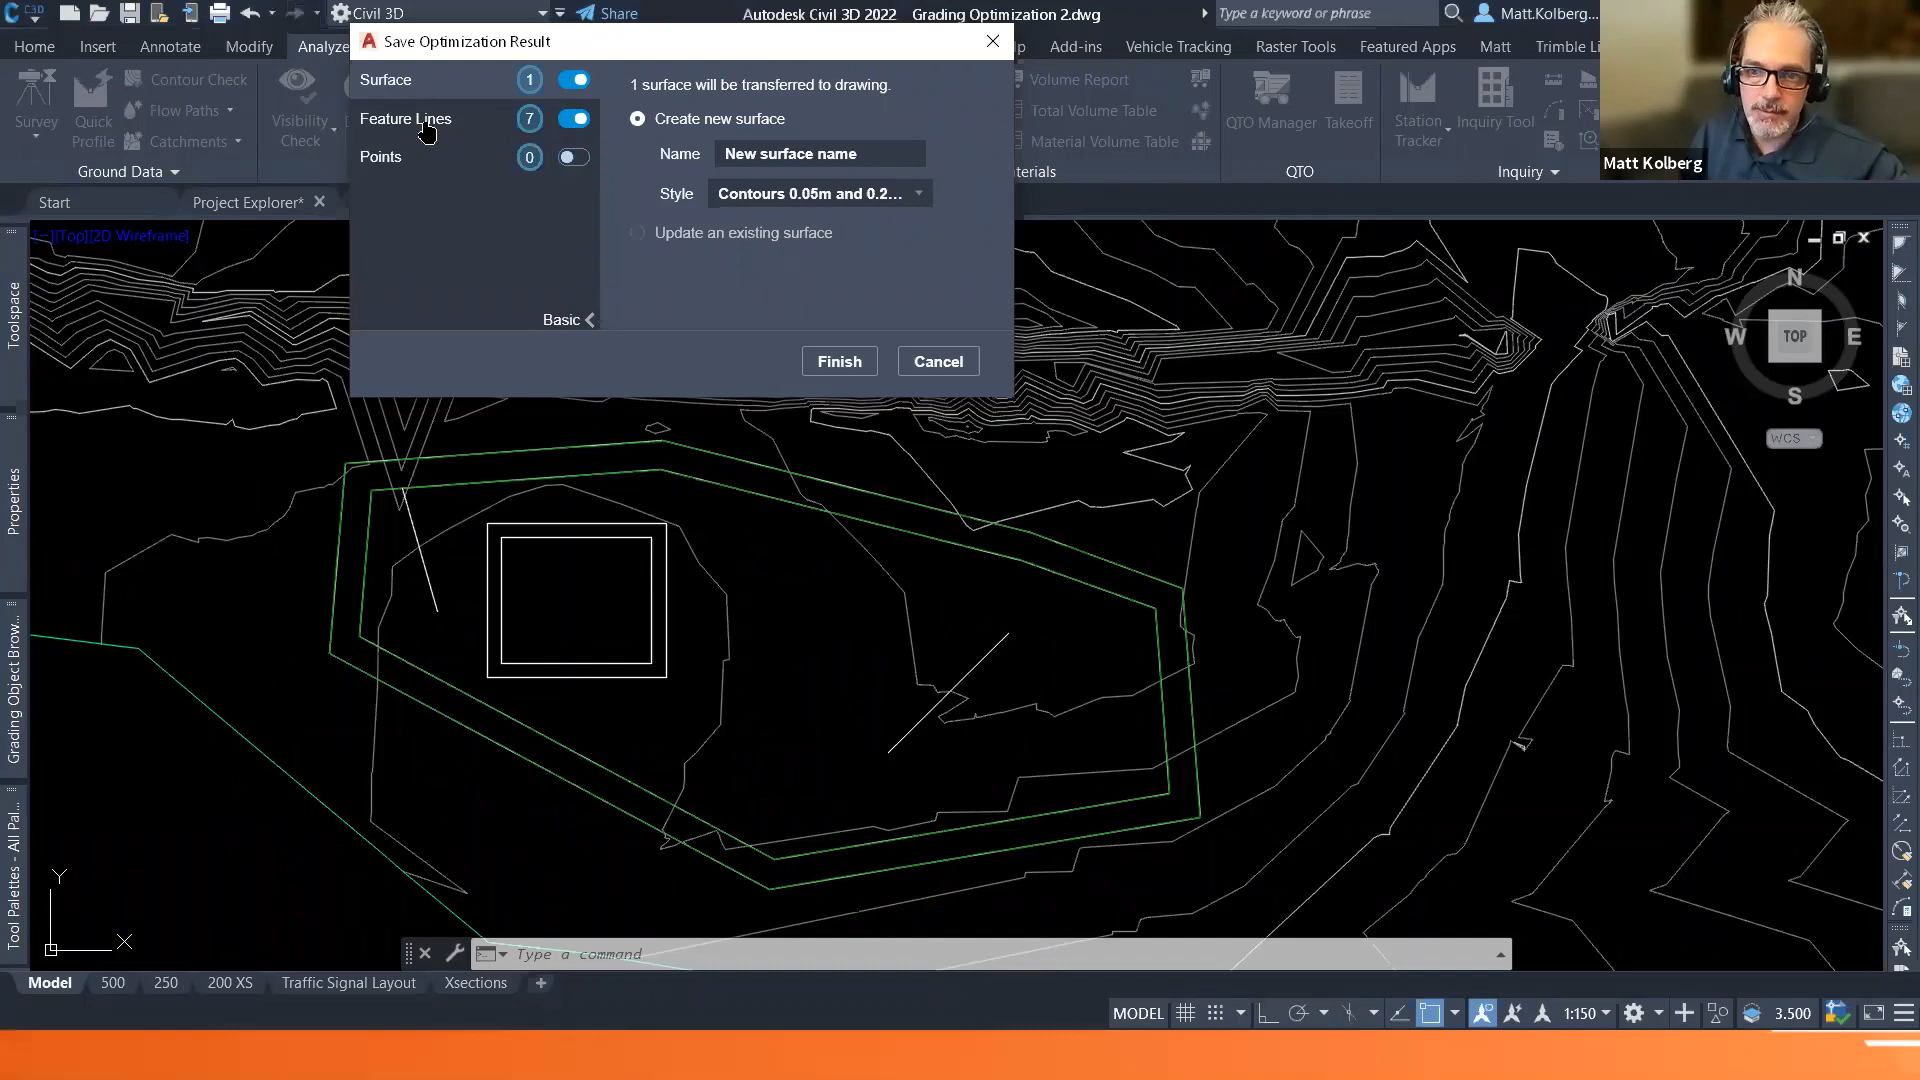 C3D
Civil 3D
Share
Autodesk Civil 3D 2022
Grading Optimization 2.dwg
Type a keyword or phrase
Matt.Kolberg...
Home
Insert
Annotate
Modify
Analyze
Add-ins
Vehicle Tracking
Raster Tools
Featured Apps
Matt
Survey
Quick
Profile
Contour Check
Flow Paths
Catchments
Visibility
Check
Ground Data
Volume Report
Total Volume Table
Material Volume Table
QTO Manager
Takeoff
QTO
Station
Tracker
Inquiry Tool
Inquiry
Matt Kolberg
Save Optimization Result
Surface
1
Feature Lines
7
Points
0
Basic
1 surface will be transferred to drawing.
Create new surface
Name
New surface name
Style
Contours 0.05m and 0.2...
Update an existing surface
Finish
Cancel
Start
Project Explorer*
[−][Top][2D Wireframe]
Toolspace
Properties
Grading Object Brow...
Tool Palettes - All Pal...
N
W
TOP
E
S
WCS
Y
X
Type a command
Model
500
250
200 XS
Traffic Signal Layout
Xsections
MODEL
1:150
3.500